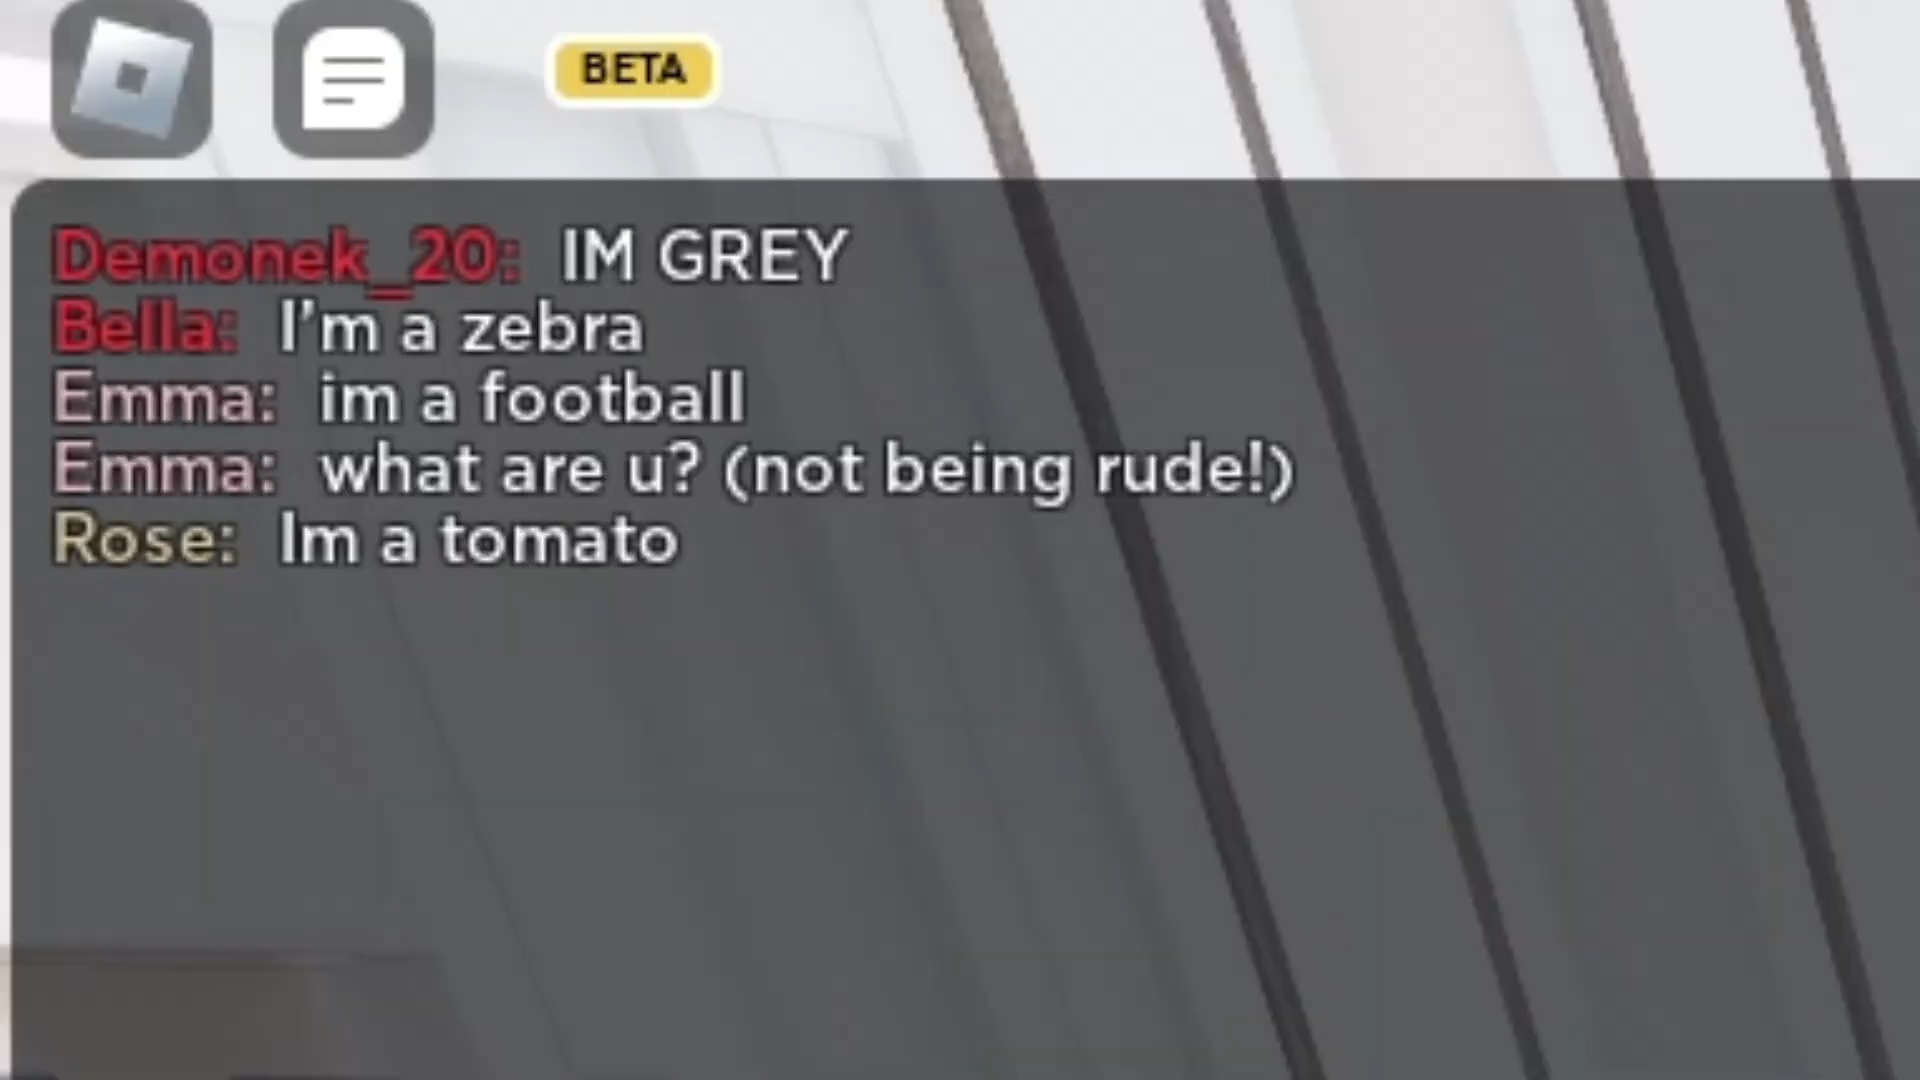 BETA
Demonek_20: IM GREY
Bella: I'm a zebra
Emma: im a football
Emma: what are u? (not being rude!)
Rose: Im a tomato